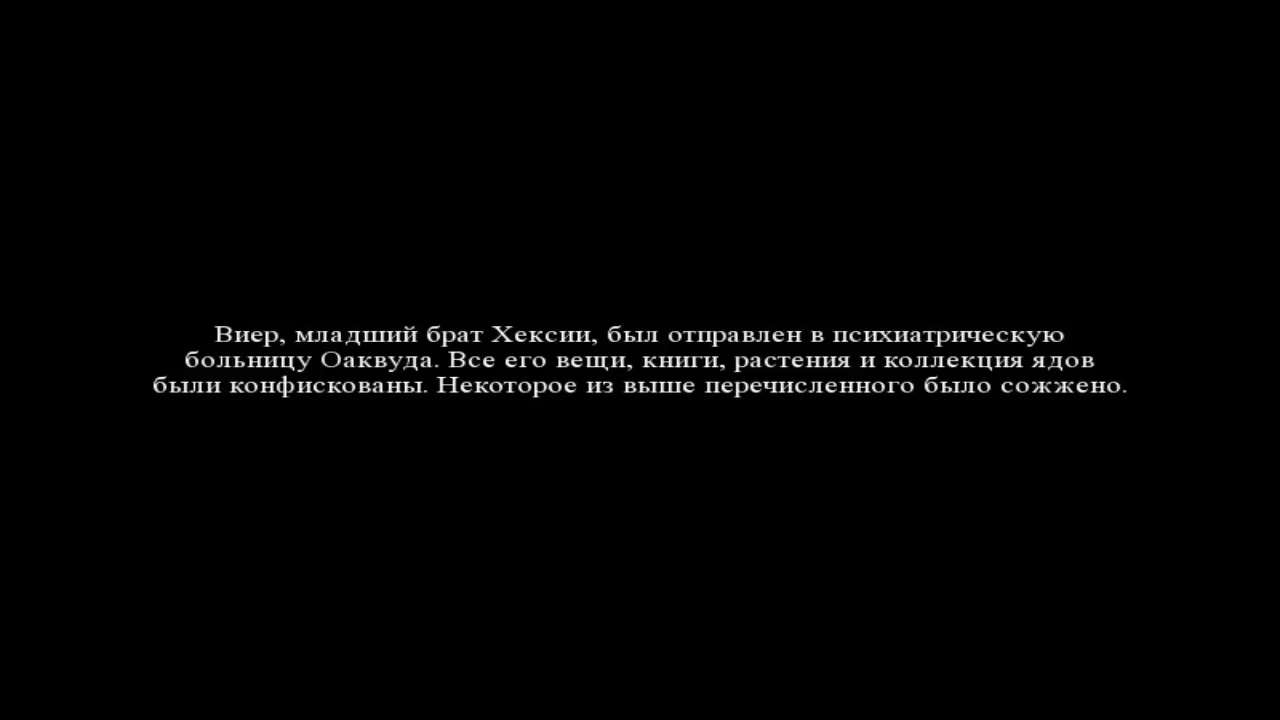 Виер, младший брат Хексии, был отправлен в психиатрическую
больницу Оаквуда. Все его вещи, книги, растения и коллекция ядов
были конфискованы. Некоторое из выше перечисленного было сожжено.